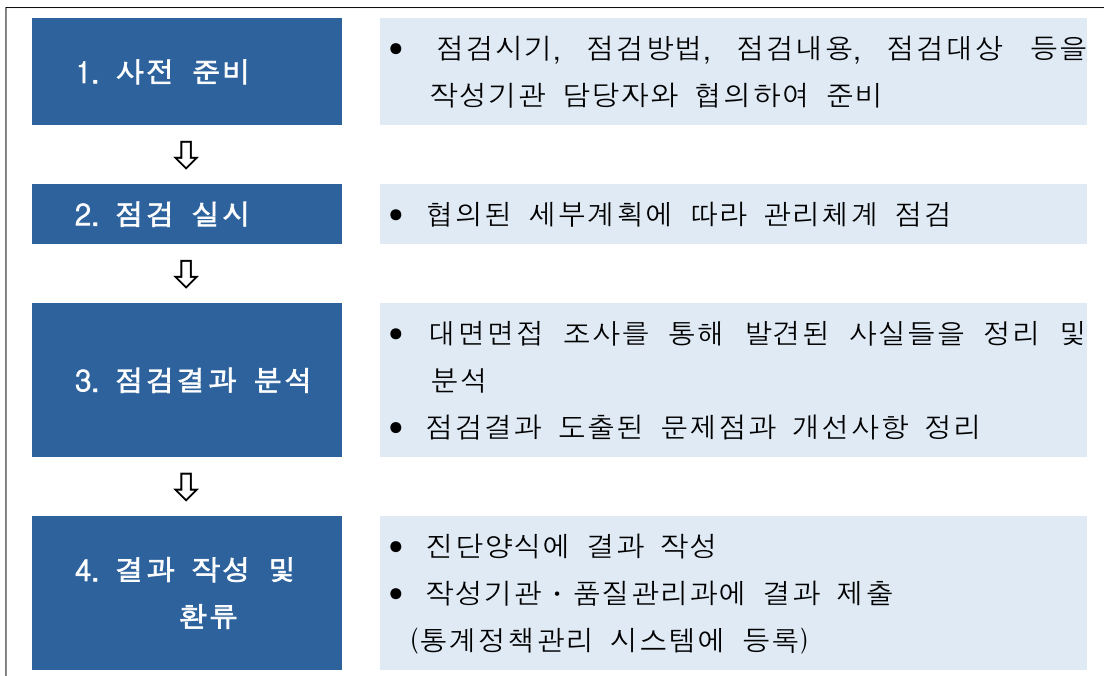 1. 사전 준비
• 점검시기, 점검방법, 점검내용, 점검대상 등을
작성기관 담당자와 협의하여 준비
⇩
2. 점검 실시
• 협의된 세부계획에 따라 관리체계 점검
⇩
3. 점검결과 분석
• 대면면접 조사를 통해 발견된 사실들을 정리 및
분석
• 점검결과 도출된 문제점과 개선사항 정리
⇩
4. 결과 작성 및
환류
• 진단양식에 결과 작성
• 작성기관·품질관리과에 결과 제출
(통계정책관리 시스템에 등록)